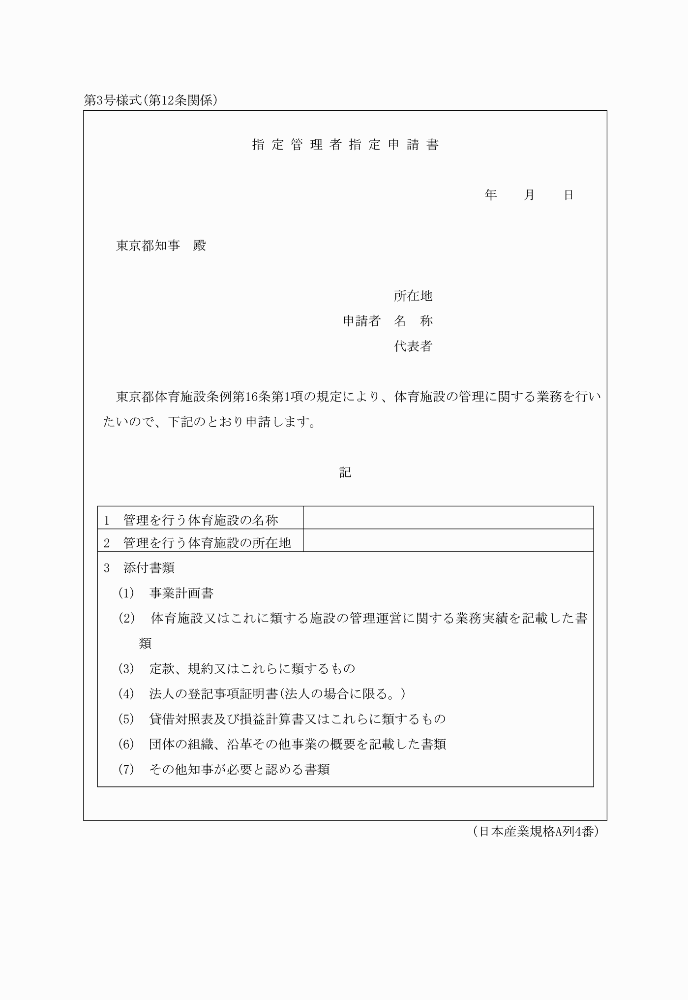 第3号様式(第12条関係)
指定管理者指定申請書
年　　月　　日
東京都知事　殿
所在地
申請者　名　称
代表者
東京都体育施設条例第16条第1項の規定により、体育施設の管理に関する業務を行い
たいので、下記のとおり申請します。
記
1　管理を行う体育施設の名称
2　管理を行う体育施設の所在地
3　添付書類
(1)　事業計画書
(2)　体育施設又はこれに類する施設の管理運営に関する業務実績を記載した書
類
(3)　定款、規約又はこれらに類するもの
(4)　法人の登記事項証明書(法人の場合に限る。)
(5)　貸借対照表及び損益計算書又はこれらに類するもの
(6)　団体の組織、沿革その他事業の概要を記載した書類
(7)　その他知事が必要と認める書類
(日本産業規格A列4番)